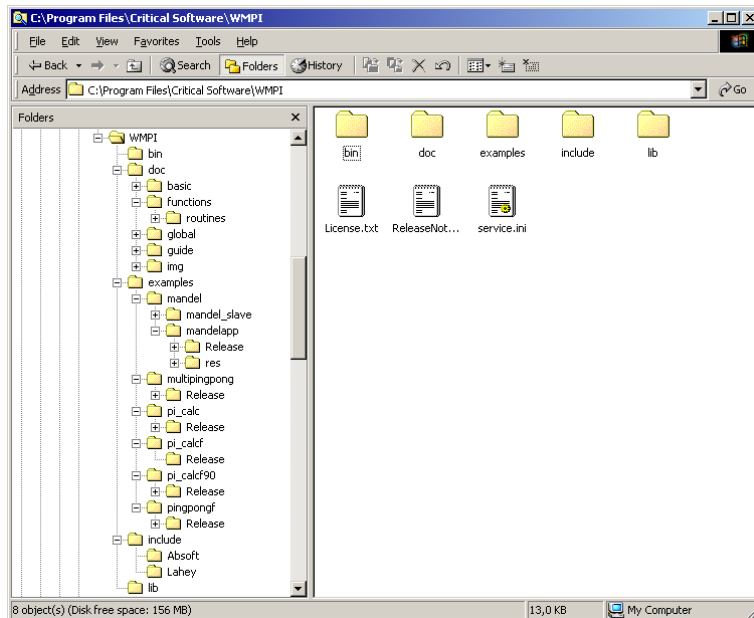 C:\Program Files\Critical Software\WMPI
File Edit View Favorites Tools Help
Back Search Folders History
Address C:\Program Files\Critical Software\WMPI Go
Folders
WMPI
bin
doc
basic
functions
routines
global
guide
img
examples
mandel
mandel_slave
mandelapp
Release
res
multipingpong
Release
pi_calc
Release
pi_calcf
Release
pi_calcf90
Release
pingpongf
Release
include
Absoft
Lahey
lib
bin doc examples include lib
License.txt ReleaseNot... service.ini
8 object(s) (Disk free space: 156 MB) 13,0 KB My Computer